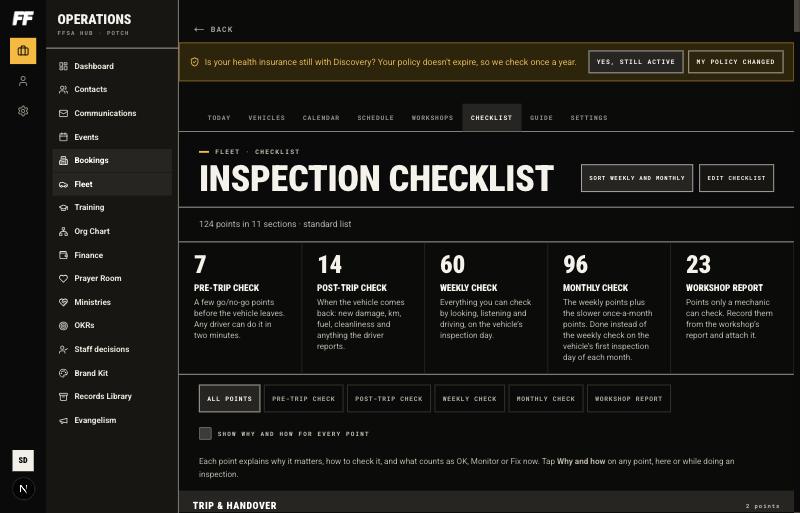 FF
OPERATIONS
FFSA HUB · POTCH
Dashboard
Contacts
Communications
Events
Bookings
Fleet
Training
Org Chart
Finance
Prayer Room
Ministries
OKRs
Staff decisions
Brand Kit
Records Library
Evangelism
SD
N
← BACK
Is your health insurance still with Discovery? Your policy doesn't expire, so we check once a year.
YES, STILL ACTIVE
MY POLICY CHANGED
TODAY VEHICLES CALENDAR SCHEDULE WORKSHOPS CHECKLIST GUIDE SETTINGS
FLEET · CHECKLIST
INSPECTION CHECKLIST
SORT WEEKLY AND MONTHLY
EDIT CHECKLIST
124 points in 11 sections · standard list
7
PRE-TRIP CHECK
A few go/no-go points
before the vehicle leaves.
Any driver can do it in
two minutes.
14
POST-TRIP CHECK
When the vehicle comes
back: new damage, km,
fuel, cleanliness and
anything the driver
reports.
60
WEEKLY CHECK
Everything you can check
by looking, listening and
driving, on the vehicle's
inspection day.
96
MONTHLY CHECK
The weekly points plus
the slower once-a-month
points. Done instead of
the weekly check on the
vehicle's first inspection
day of each month.
23
WORKSHOP REPORT
Points only a mechanic
can check. Record them
from the workshop's
report and attach it.
ALL POINTS PRE-TRIP CHECK POST-TRIP CHECK WEEKLY CHECK MONTHLY CHECK WORKSHOP REPORT
SHOW WHY AND HOW FOR EVERY POINT
Each point explains why it matters, how to check it, and what counts as OK, Monitor or Fix now. Tap Why and how on any point, here or while doing an
inspection.
TRIP & HANDOVER
2 points